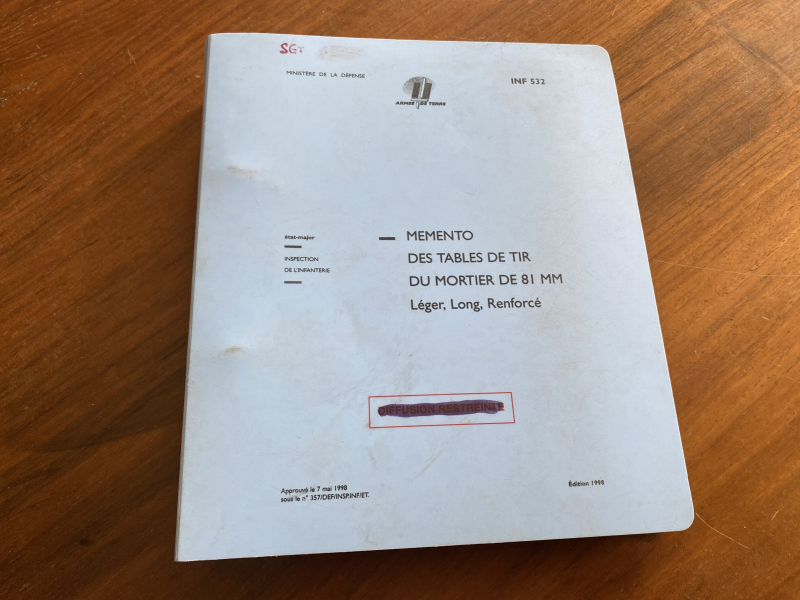 SGT
MINISTÈRE DE LA DÉFENSE
INF 532
ARMÉE DE TERRE
état-major
INSPECTION
DE L'INFANTERIE
MEMENTO
DES TABLES DE TIR
DU MORTIER DE 81 MM
Léger, Long, Renforcé
DIFFUSION RESTREINTE
Approuvé le 7 mai 1998
sous le n° 357/DEF/INSP.INF/ET.
Édition 1998